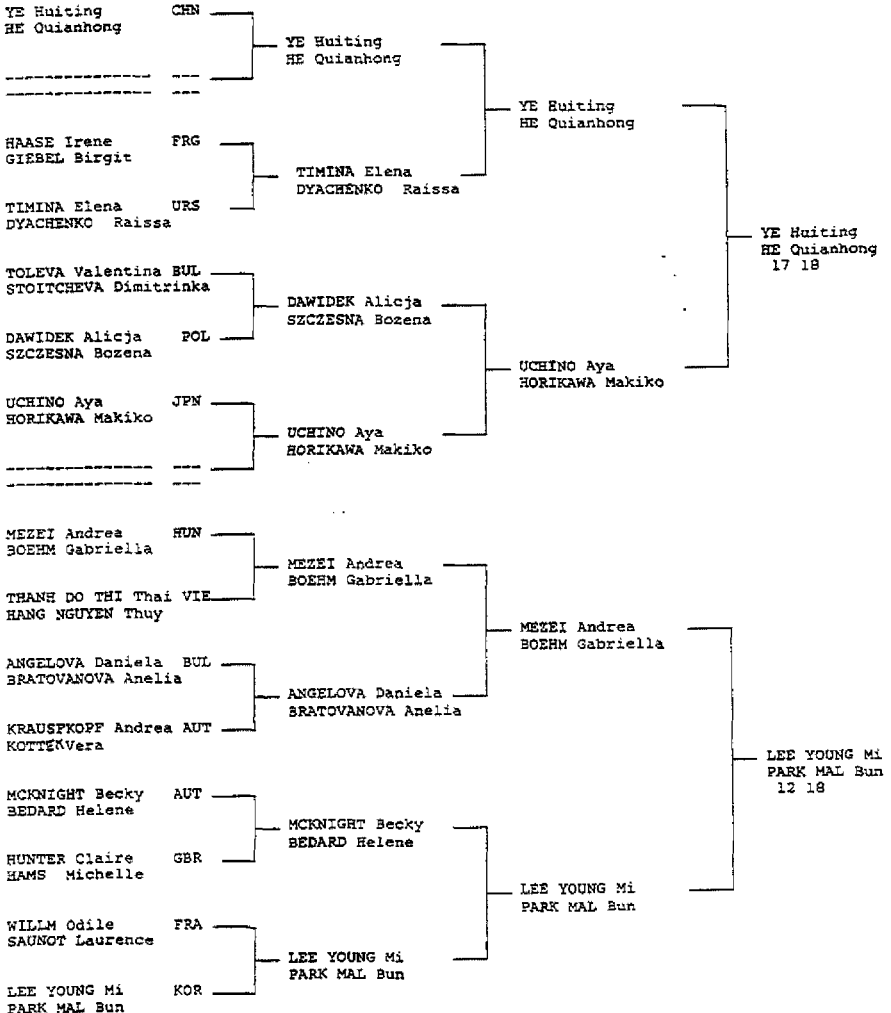 YE Huiting CHN
HE Quianhong
YE Huiting
HE Quianhong
---------------- ---
---------------- ---
YE Huiting
HE Quianhong
HAASE Irene FRG
GIEBEL Birgit
TIMINA Elena
DYACHENKO Raissa
TIMINA Elena URS
DYACHENKO Raissa
YE Huiting
HE Quianhong
17 18
TOLEVA Valentina BUL
STOITCHEVA Dimitrinka
DAWIDEK Alicja
SZCZESNA Bozena
DAWIDEK Alicja POL
SZCZESNA Bozena
UCHINO Aya
HORIKAWA Makiko
UCHINO Aya JPN
HORIKAWA Makiko
UCHINO Aya
HORIKAWA Makiko
---------------- ---
---------------- ---
MEZEI Andrea HUN
BOEHM Gabriella
MEZEI Andrea
BOEHM Gabriella
THANH DO THI Thai VIE
HANG NGUYEN Thuy
MEZEI Andrea
BOEHM Gabriella
ANGELOVA Daniela BUL
BRATOVANOVA Anelia
ANGELOVA Daniela
BRATOVANOVA Anelia
KRAUSPKOPF Andrea AUT
KOTTEKVera
LEE YOUNG Mi
PARK MAL Bun
12 18
MCKNIGHT Becky AUT
BEDARD Helene
MCKNIGHT Becky
BEDARD Helene
HUNTER Claire GBR
HAMS Michelle
LEE YOUNG Mi
PARK MAL Bun
WILLM Odile FRA
SAUNOT Laurence
LEE YOUNG Mi
PARK MAL Bun
LEE YOUNG Mi KOR
PARK MAL Bun